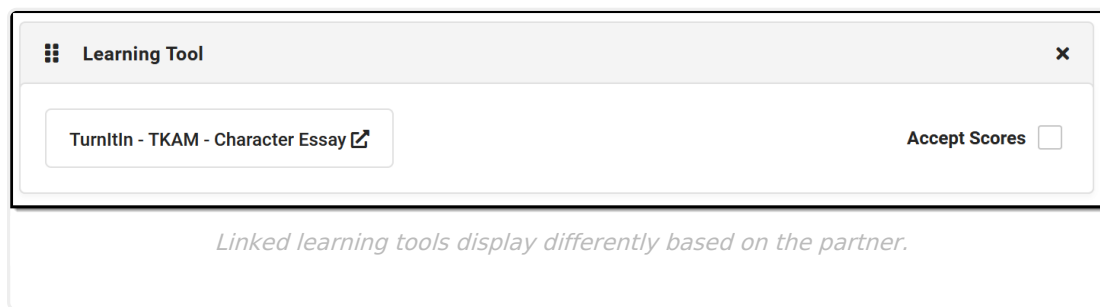 Learning Tool
TurnItIn - TKAM - Character Essay
Accept Scores
Linked learning tools display differently based on the partner.